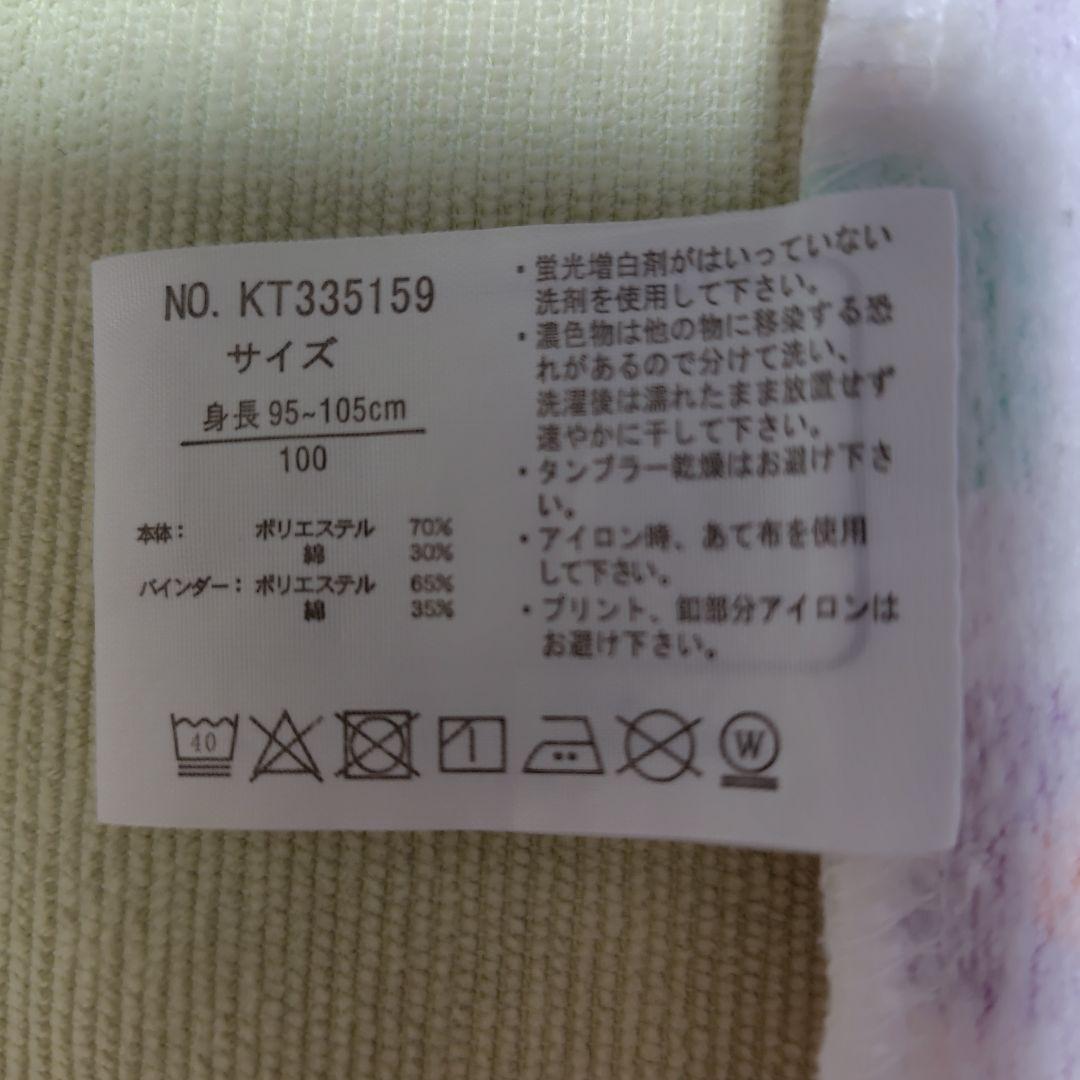 NO. KT335159
サイズ
身長 95~105cm
100
本体: ポリエステル 70%
綿 30%
バインダー: ポリエステル 65%
綿 35%
・蛍光増白剤がはいっていない
洗剤を使用して下さい。
・濃色物は他の物に移染する恐
れがあるので分けて洗い、
洗濯後は濡れたまま放置せず
速やかに干して下さい。
・タンブラー乾燥はお避け下さ
い。
・アイロン時、あて布を使用
して下さい。
・プリント、釦部分アイロンは
お避け下さい。
40
W